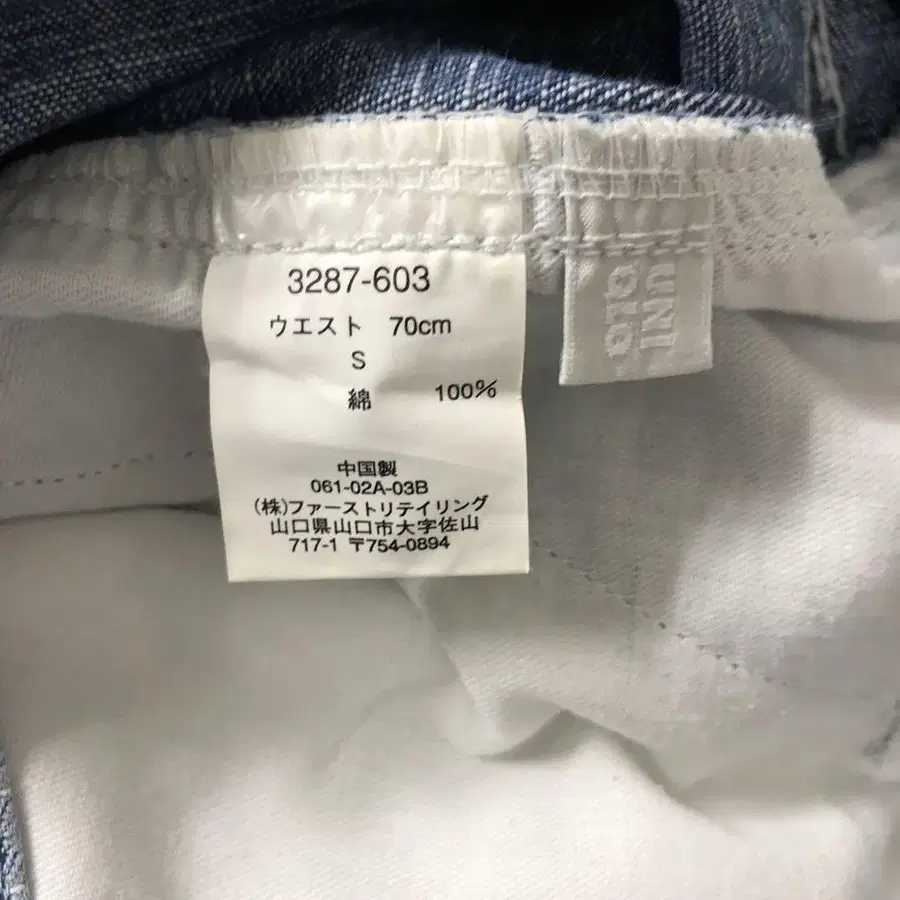 3287-603
ウエスト 70cm
S
綿 100%
中国製
061-02A-03B
(株)ファーストリテイリング
山口県山口市大字佐山
717-1 〒754-0894
UNI
QLO